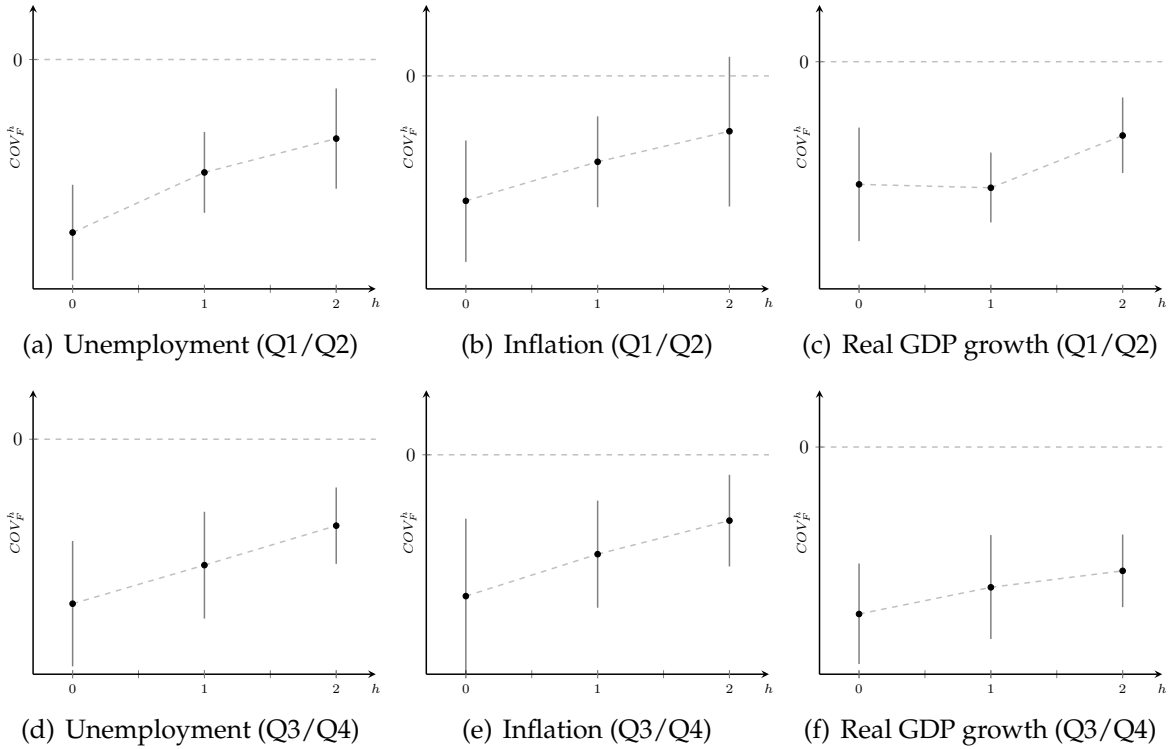 0
COV_F^h
0 1 2 h
(a) Unemployment (Q1/Q2)
0
COV_F^h
0 1 2 h
(b) Inflation (Q1/Q2)
0
COV_F^h
0 1 2 h
(c) Real GDP growth (Q1/Q2)
0
COV_F^h
0 1 2 h
(d) Unemployment (Q3/Q4)
0
COV_F^h
0 1 2 h
(e) Inflation (Q3/Q4)
0
COV_F^h
0 1 2 h
(f) Real GDP growth (Q3/Q4)